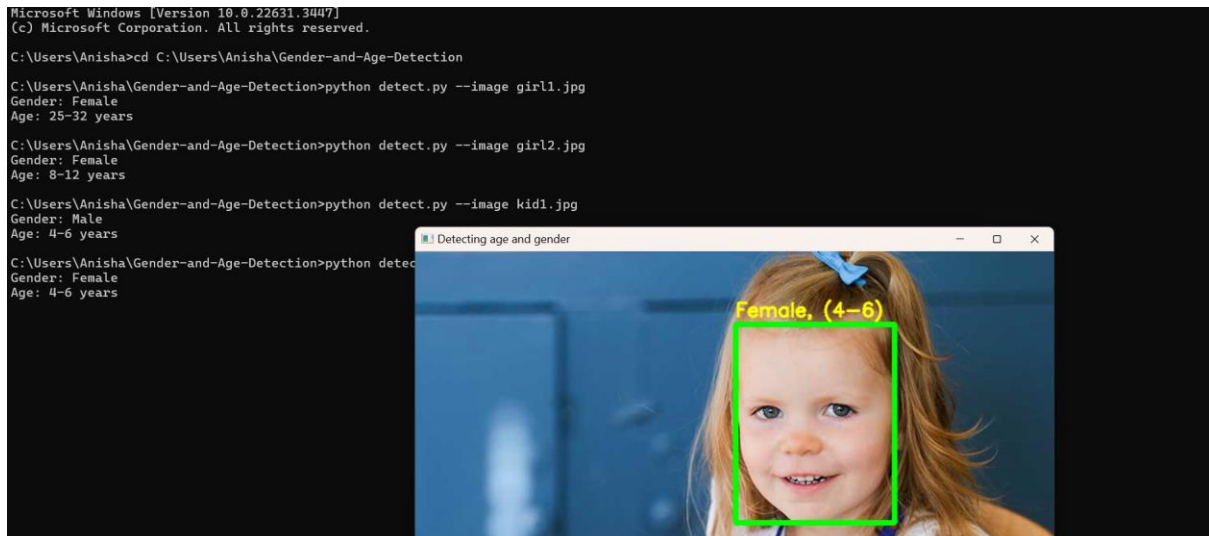 Microsoft Windows [Version 10.0.22631.3447]
(c) Microsoft Corporation. All rights reserved.
C:\Users\Anisha>cd C:\Users\Anisha\Gender-and-Age-Detection
C:\Users\Anisha\Gender-and-Age-Detection>python detect.py --image girl1.jpg
Gender: Female
Age: 25-32 years
C:\Users\Anisha\Gender-and-Age-Detection>python detect.py --image girl2.jpg
Gender: Female
Age: 8-12 years
C:\Users\Anisha\Gender-and-Age-Detection>python detect.py --image kid1.jpg
Gender: Male
Age: 4-6 years
C:\Users\Anisha\Gender-and-Age-Detection>python detec
Gender: Female
Age: 4-6 years
Detecting age and gender
Female, (4-6)